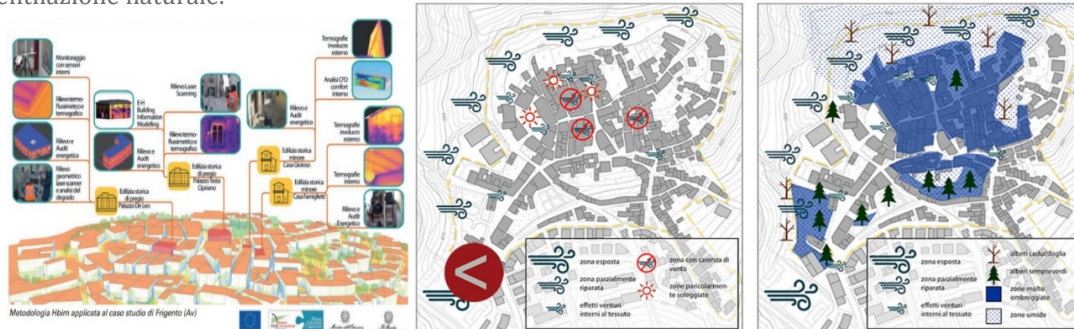 entilazione naturale.
Monitoraggio
con sensori
interni
Rilievo termo-
flussimetrico e
termografico
Rilievo e
Audit
energetico
Rilievo
geometrico
laser scanner
e analisi del
degrado
E-H
Building
Information
Modelling
Rilievo e
Audit
energetico
Edilizia storica
di pregio
Palazzo De Leo
Rilievo Laser
Scanning
Rilievo termo-
flussimetrico e
termografico
Edilizia storica
di pregio
Palazzo Testa
Cipriano
Rilievo e
Audit
energetico
Edilizia storica
minore
Casa Gioioso
Edilizia storica
minore
Casa Famiglietti
Termografie
involucro
esterno
Analisi CFD
comfort
interno
Termografie
involucro
esterno
Termografie
interno
Rilievo e
Audit
Energetico
Metodologia Hbim applicata al caso studio di Frigento (Av)
zona esposta
zona parzialmente
riparata
effetti venturi
interni al tessuto
zona con carenza di
vento
zone paricolarmen-
te soleggiate
zona esposta
zona parzialmente
riparata
effetti venturi
interni al tessuto
alberi caducifoglia
alberi sempreverdi
zone molto
ombreggiate
zone umide